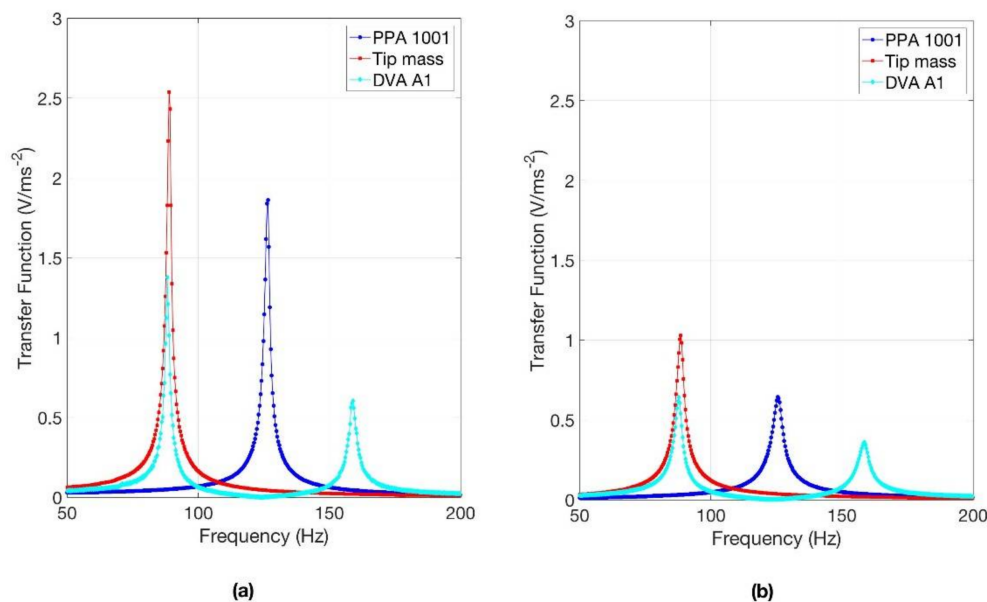 3
2.5
2
1.5
1
0.5
0
50
100
150
200
Transfer Function (V/ms⁻²)
Frequency (Hz)
PPA 1001
Tip mass
DVA A1
(a)
3
2.5
2
1.5
1
0.5
0
50
100
150
200
Transfer Function (V/ms⁻²)
Frequency (Hz)
PPA 1001
Tip mass
DVA A1
(b)